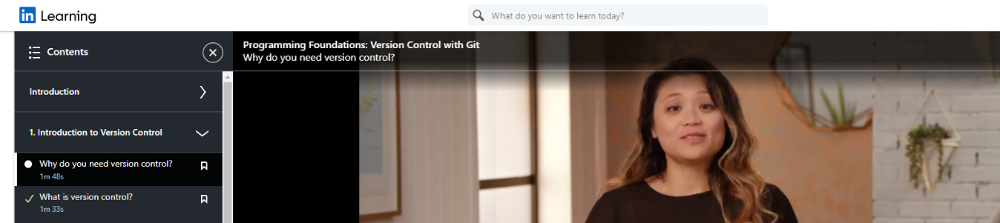 in Learning
What do you want to learn today?
Contents
Programming Foundations: Version Control with Git
Why do you need version control?
Introduction
1. Introduction to Version Control
Why do you need version control?
1m 48s
What is version control?
1m 33s